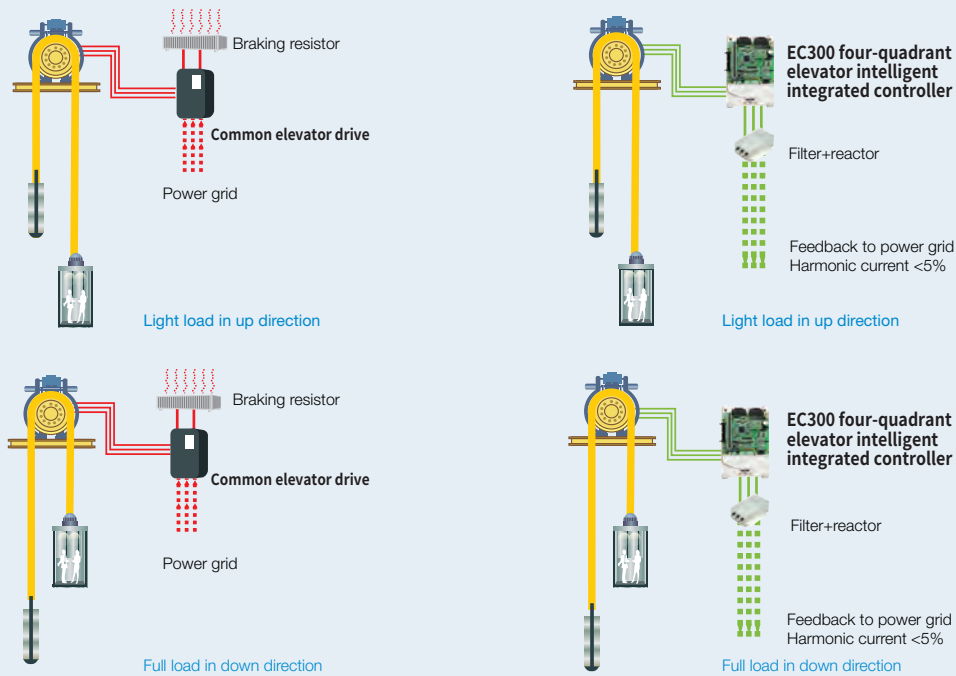 Braking resistor
Common elevator drive
Power grid
Light load in up direction
EC300 four-quadrant
elevator intelligent
integrated controller
Filter+reactor
Feedback to power grid
Harmonic current <5%
Light load in up direction
Braking resistor
Common elevator drive
Power grid
Full load in down direction
EC300 four-quadrant
elevator intelligent
integrated controller
Filter+reactor
Feedback to power grid
Harmonic current <5%
Full load in down direction